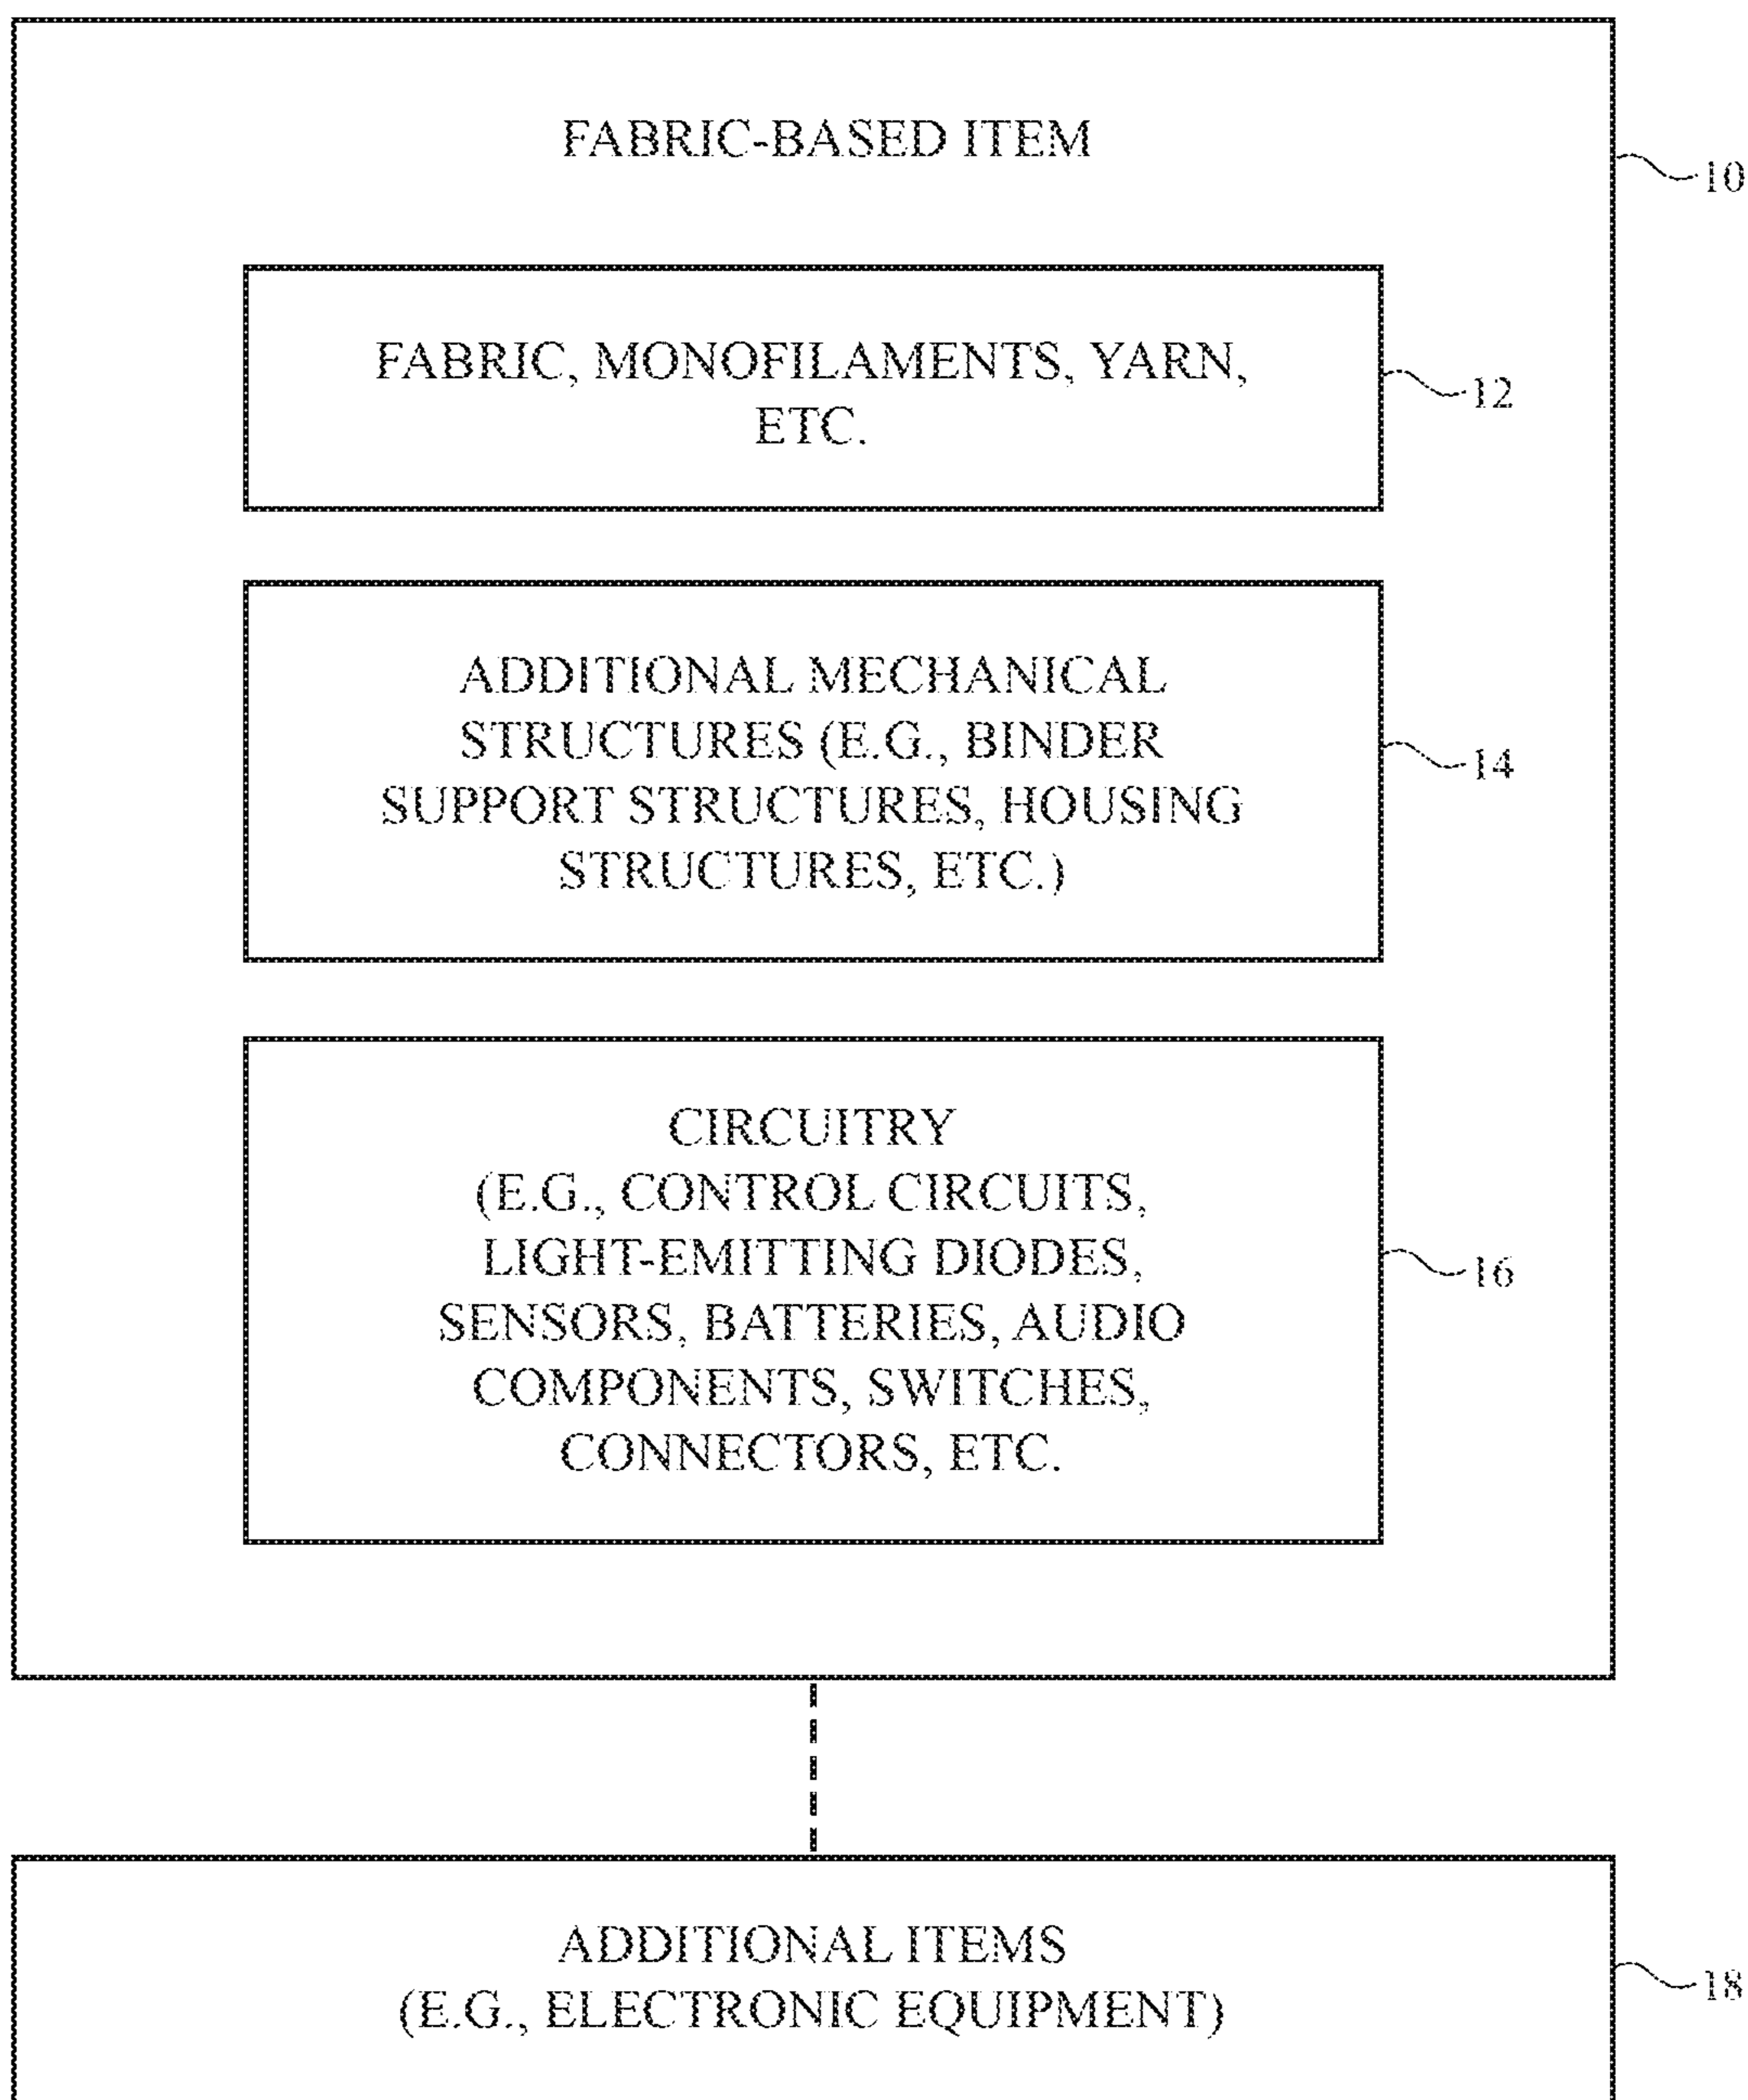 FABRIC-BASED ITEM
10
FABRIC, MONOFILAMENTS, YARN,
ETC.
12
ADDITIONAL MECHANICAL
STRUCTURES (E.G., BINDER
SUPPORT STRUCTURES, HOUSING
STRUCTURES, ETC.)
14
CIRCUITRY
(E.G., CONTROL CIRCUITS,
LIGHT-EMITTING DIODES,
SENSORS, BATTERIES, AUDIO
COMPONENTS, SWITCHES,
CONNECTORS, ETC.
16
ADDITIONAL ITEMS
(E.G., ELECTRONIC EQUIPMENT)
18